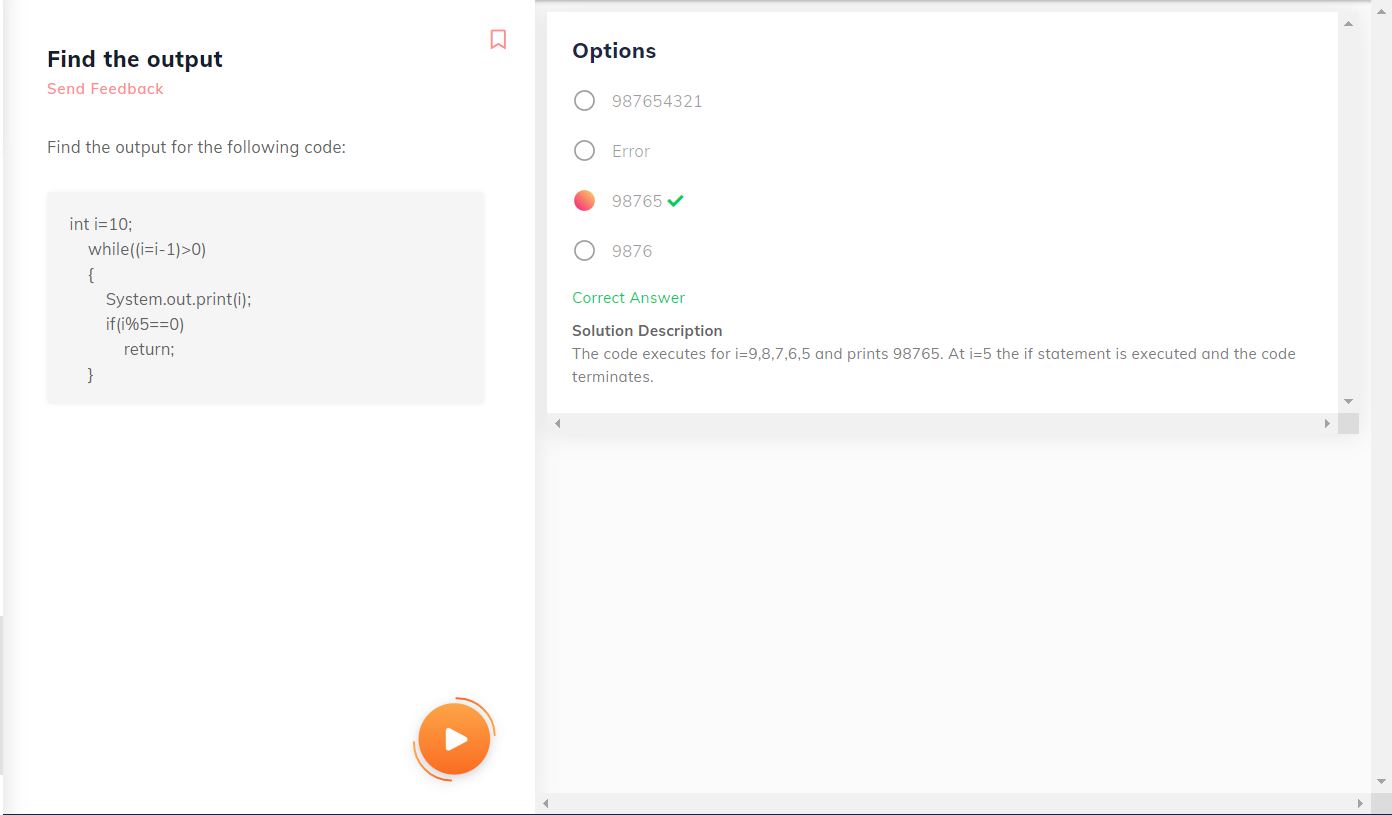 Find the output
Send Feedback
Find the output for the following code:
int i=10;
while((i=i-1)>0)
{
System.out.print(i);
if(i%5==0)
return;
}
Options
987654321
Error
98765
9876
Correct Answer
Solution Description
The code executes for i=9,8,7,6,5 and prints 98765. At i=5 the if statement is executed and the code
terminates.